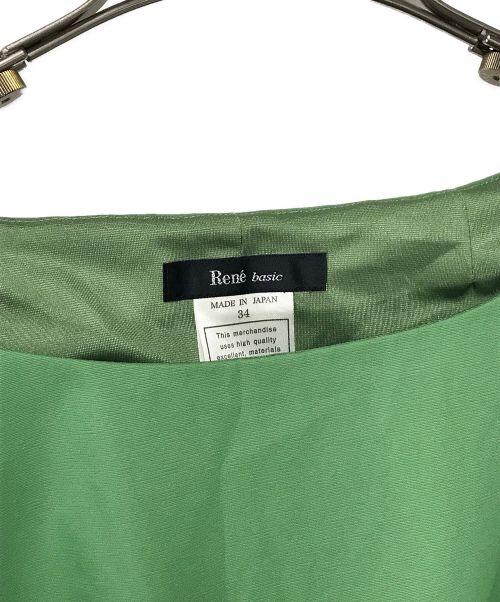 René basic
MADE IN JAPAN
34
This merchandise
uses high quality
excellent, materials